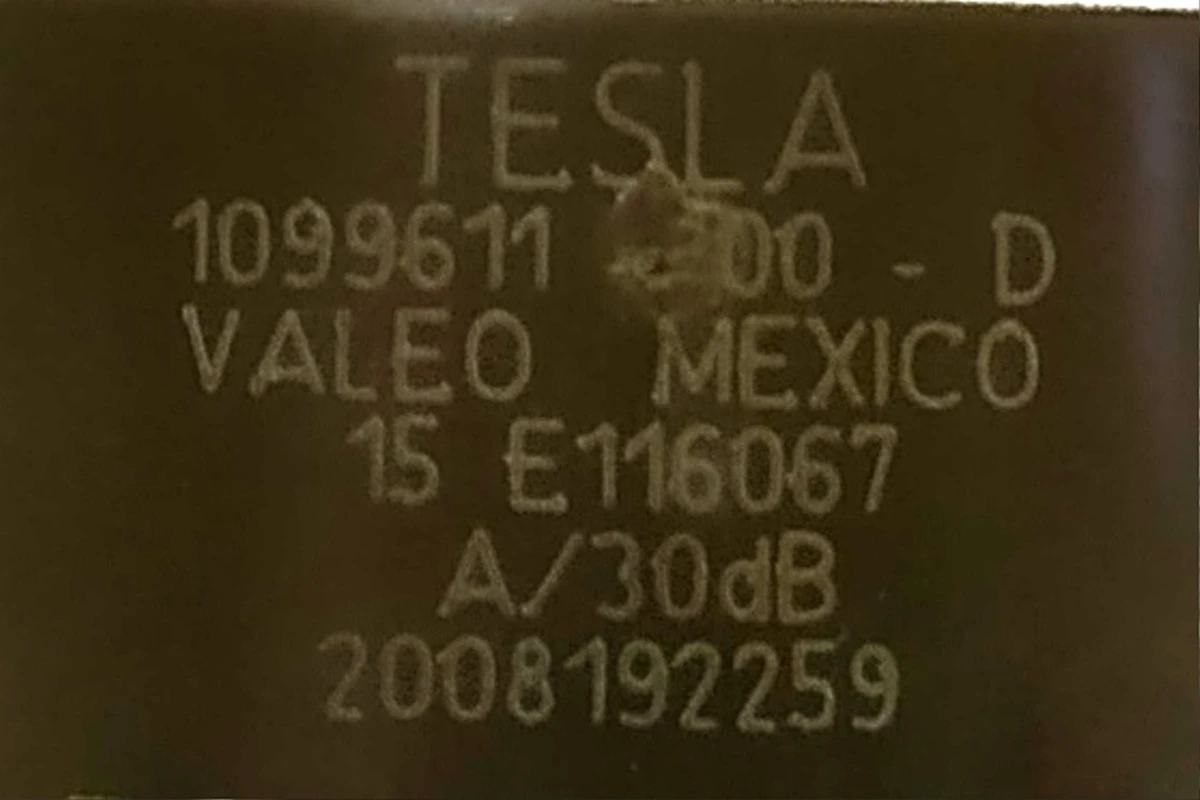 TESLA
1099611 - D
VALEO MEXICO
15 E116067
A/30dB
2008192259